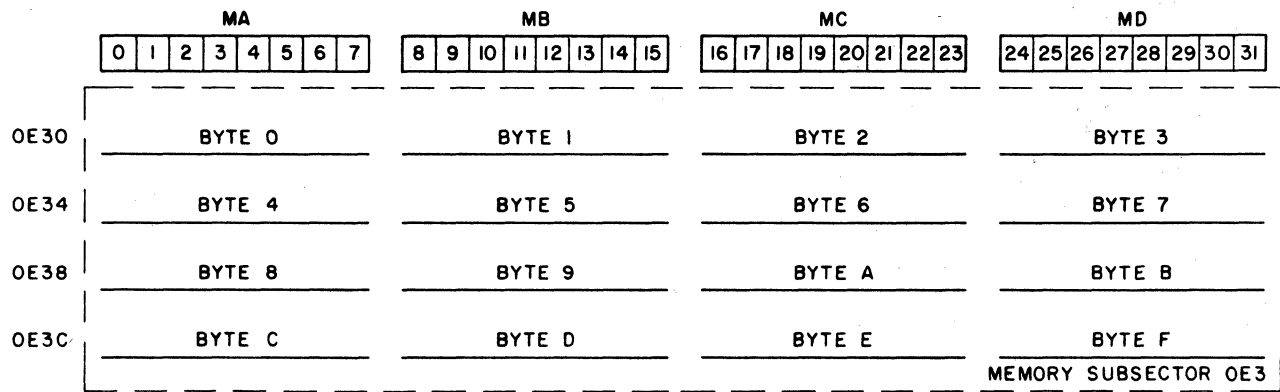 MA MB MC MD
0 1 2 3 4 5 6 7 8 9 10 11 12 13 14 15 16 17 18 19 20 21 22 23 24 25 26 27 28 29 30 31
0E30 BYTE 0 BYTE 1 BYTE 2 BYTE 3
0E34 BYTE 4 BYTE 5 BYTE 6 BYTE 7
0E38 BYTE 8 BYTE 9 BYTE A BYTE B
0E3C BYTE C BYTE D BYTE E BYTE F
MEMORY SUBSECTOR 0E3